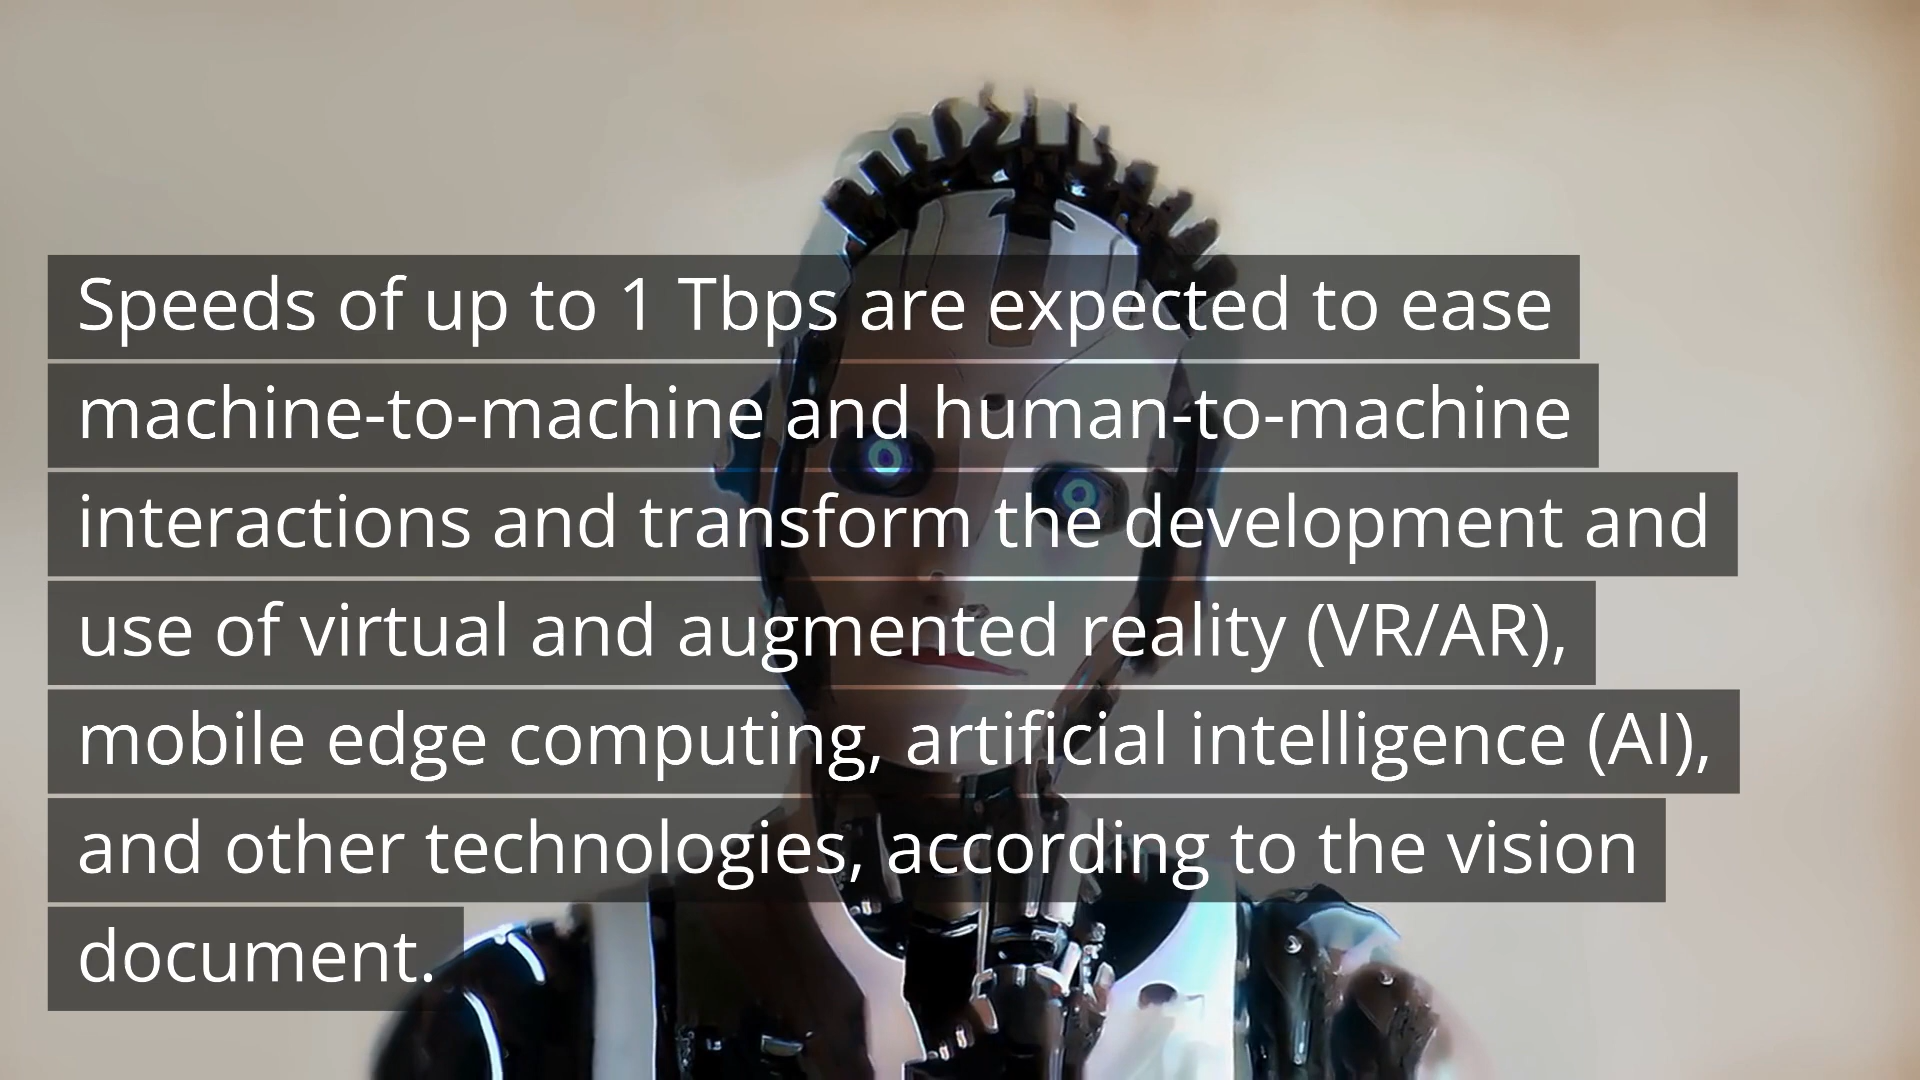 Speeds of up to 1 Tbps are expected to ease
machine-to-machine and human-to-machine
interactions and transform the development and
use of virtual and augmented reality (VR/AR),
mobile edge computing, artificial intelligence (AI),
and other technologies, according to the vision
document.